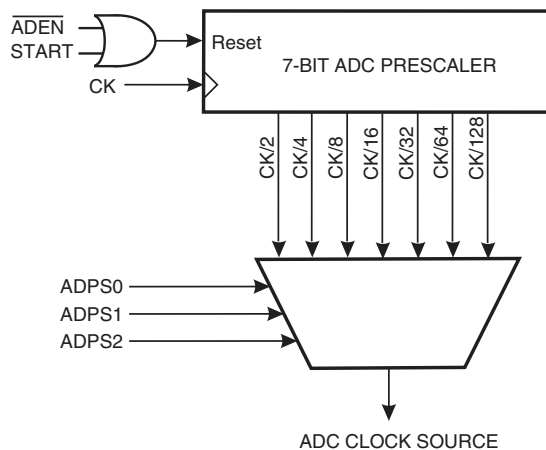 ADEN
START
Reset
7-BIT ADC PRESCALER
CK
CK/2
CK/4
CK/8
CK/16
CK/32
CK/64
CK/128
ADPS0
ADPS1
ADPS2
ADC CLOCK SOURCE